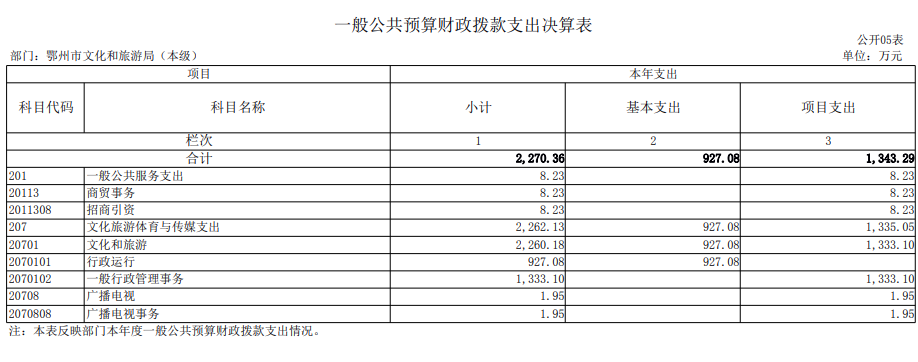 一般公共预算财政拨款支出决算表
公开05表
部门：鄂州市文化和旅游局（本级） 单位：万元
项目 本年支出
科目代码 科目名称 小计 基本支出 项目支出
栏次 1 2 3
合计 2,270.36 927.08 1,343.29
201 一般公共服务支出 8.23 8.23
20113 商贸事务 8.23 8.23
2011308 招商引资 8.23 8.23
207 文化旅游体育与传媒支出 2,262.13 927.08 1,335.05
20701 文化和旅游 2,260.18 927.08 1,333.10
2070101 行政运行 927.08 927.08
2070102 一般行政管理事务 1,333.10 1,333.10
20708 广播电视 1.95 1.95
2070808 广播电视事务 1.95 1.95
注：本表反映部门本年度一般公共预算财政拨款支出情况。